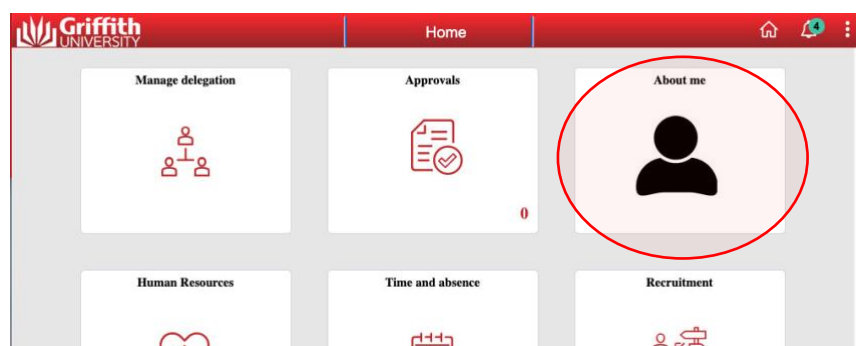 Griffith
UNIVERSITY
Home
4
Manage delegation
Approvals
About me
0
Human Resources
Time and absence
Recruitment